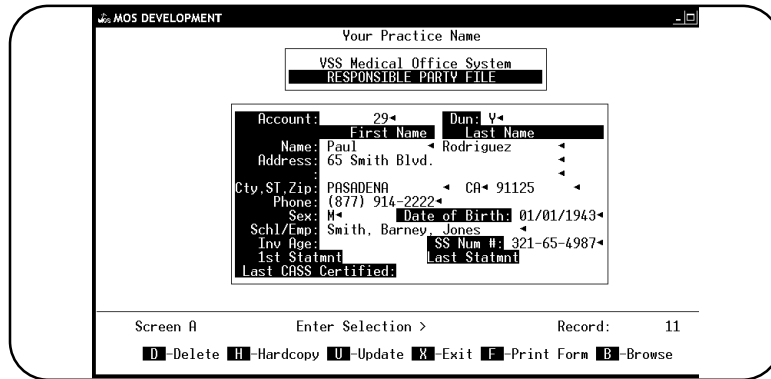 MOS DEVELOPMENT
Your Practice Name
VSS Medical Office System
RESPONSIBLE PARTY FILE
Account: 29 Dun: Y
First Name Last Name
Name: Paul Rodriguez
Address: 65 Smith Blvd.
:
Cty,ST,Zip: PASADENA CA 91125
Phone: (877) 914-2222
Sex: M Date of Birth: 01/01/1943
Schl/Emp: Smith, Barney, Jones
Inv Age: SS Num #: 321-65-4987
1st Statmnt Last Statmnt
Last CASS Certified:
Screen A Enter Selection > Record: 11
D -Delete H -Hardcopy U -Update X -Exit F -Print Form B -Browse